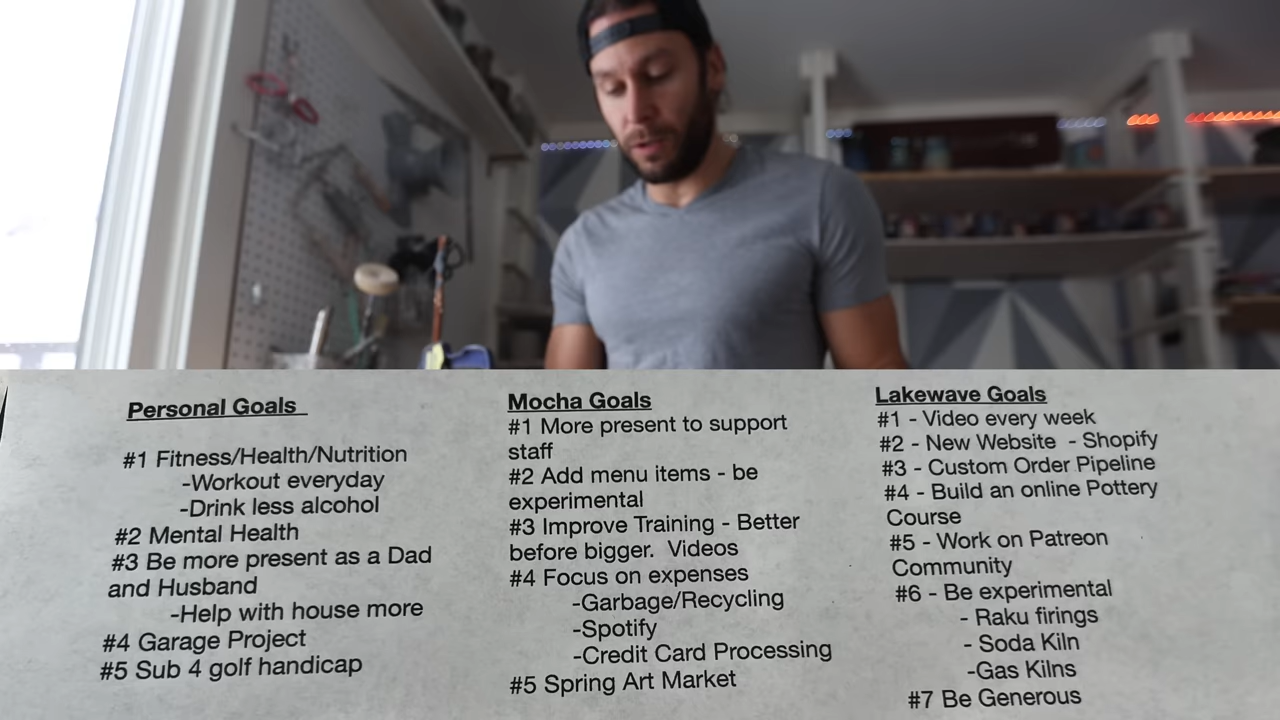 Personal Goals
#1 Fitness/Health/Nutrition
-Workout everyday
-Drink less alcohol
#2 Mental Health
#3 Be more present as a Dad
and Husband
-Help with house more
#4 Garage Project
#5 Sub 4 golf handicap
Mocha Goals
#1 More present to support
staff
#2 Add menu items - be
experimental
#3 Improve Training - Better
before bigger. Videos
#4 Focus on expenses
-Garbage/Recycling
-Spotify
-Credit Card Processing
#5 Spring Art Market
Lakewave Goals
#1 - Video every week
#2 - New Website - Shopify
#3 - Custom Order Pipeline
#4 - Build an online Pottery
Course
#5 - Work on Patreon
Community
#6 - Be experimental
- Raku firings
- Soda Kiln
-Gas Kilns
#7 Be Generous